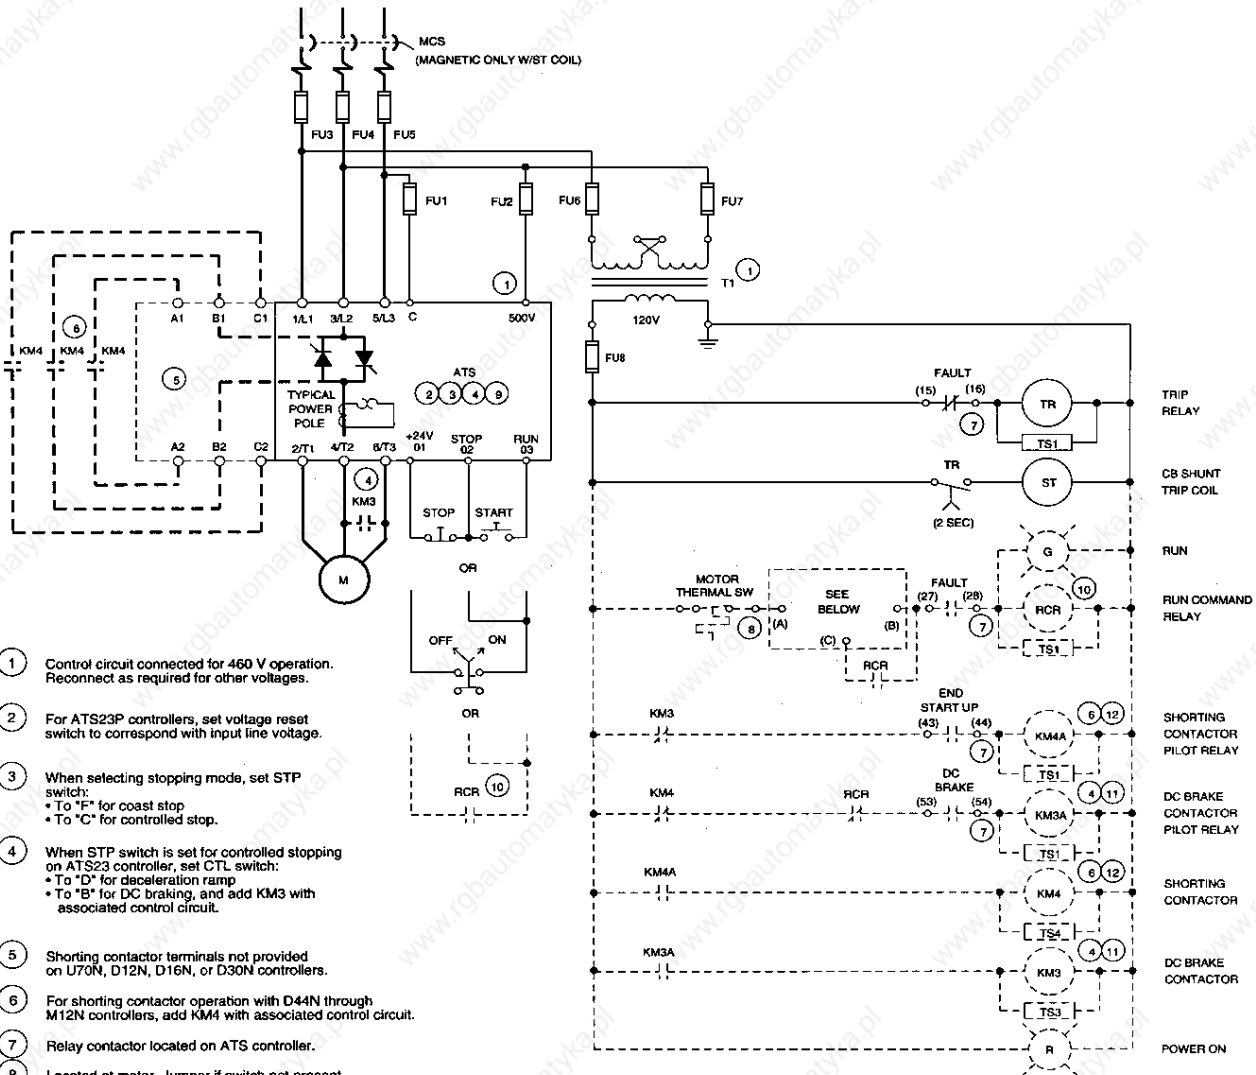 MCS
(MAGNETIC ONLY W/ST COIL)
FU3 FU4 FU5
FU1 FU2 FU6 FU7
1 T1 1
A1 B1 C1 1/L1 3/L2 5/L3 C 500V
120V
6
KM4 KM4 KM4
FU8
5
ATS
2 3 4 9
TYPICAL
POWER
POLE
FAULT
(15) (16)
7
TR
TS1
TRIP
RELAY
A2 B2 C2 2/T1 4/T2 6/T3
+24V
01
STOP
02
RUN
03
4
KM3
TR
(2 SEC)
ST
CB SHUNT
TRIP COIL
STOP START
M
OR
G
RUN
MOTOR
THERMAL SW
8
SEE
BELOW
(A) (B)
(C)
RCR
FAULT
(27) (28)
7
10
RCR
TS1
RUN COMMAND
RELAY
OFF ON
OR
RCR 10
KM3
END
START UP
(43) (44)
7
6 12
KM4A
TS1
SHORTING
CONTACTOR
PILOT RELAY
KM4
RCR
DC
BRAKE
(53) (54)
7
4 11
KM3A
TS1
DC BRAKE
CONTACTOR
PILOT RELAY
KM4A
6 12
KM4
TS4
SHORTING
CONTACTOR
KM3A
4 11
KM3
TS3
DC BRAKE
CONTACTOR
R
POWER ON
1 Control circuit connected for 460 V operation.
Reconnect as required for other voltages.
2 For ATS23P controllers, set voltage reset
switch to correspond with input line voltage.
3 When selecting stopping mode, set STP
switch:
• To "F" for coast stop
• To "C" for controlled stop.
4 When STP switch is set for controlled stopping
on ATS23 controller, set CTL switch:
• To "D" for deceleration ramp
• To "B" for DC braking, and add KM3 with
associated control circuit.
5 Shorting contactor terminals not provided
on U70N, D12N, D16N, or D30N controllers.
6 For shorting contactor operation with D44N through
M12N controllers, add KM4 with associated control circuit.
7 Relay contactor located on ATS controller.
8 Located at motor. Jumper if switch not present.
www.rgbautomatyka.pl